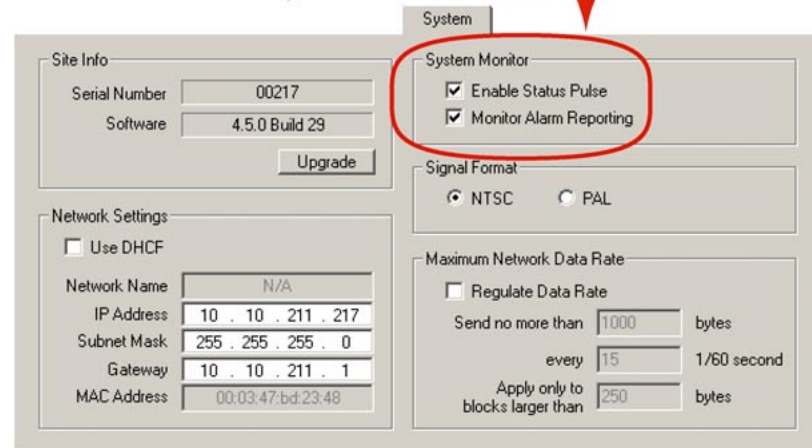 System
Site Info
Serial Number 00217
Software 4.5.0 Build 29
Upgrade
Network Settings
Use DHCF
Network Name N/A
IP Address 10 . 10 . 211 . 217
Subnet Mask 255 . 255 . 255 . 0
Gateway 10 . 10 . 211 . 1
MAC Address 00:03:47:bd:23:48
System Monitor
Enable Status Pulse
Monitor Alarm Reporting
Signal Format
NTSC PAL
Maximum Network Data Rate
Regulate Data Rate
Send no more than 1000 bytes
every 15 1/60 second
Apply only to
blocks larger than 250 bytes